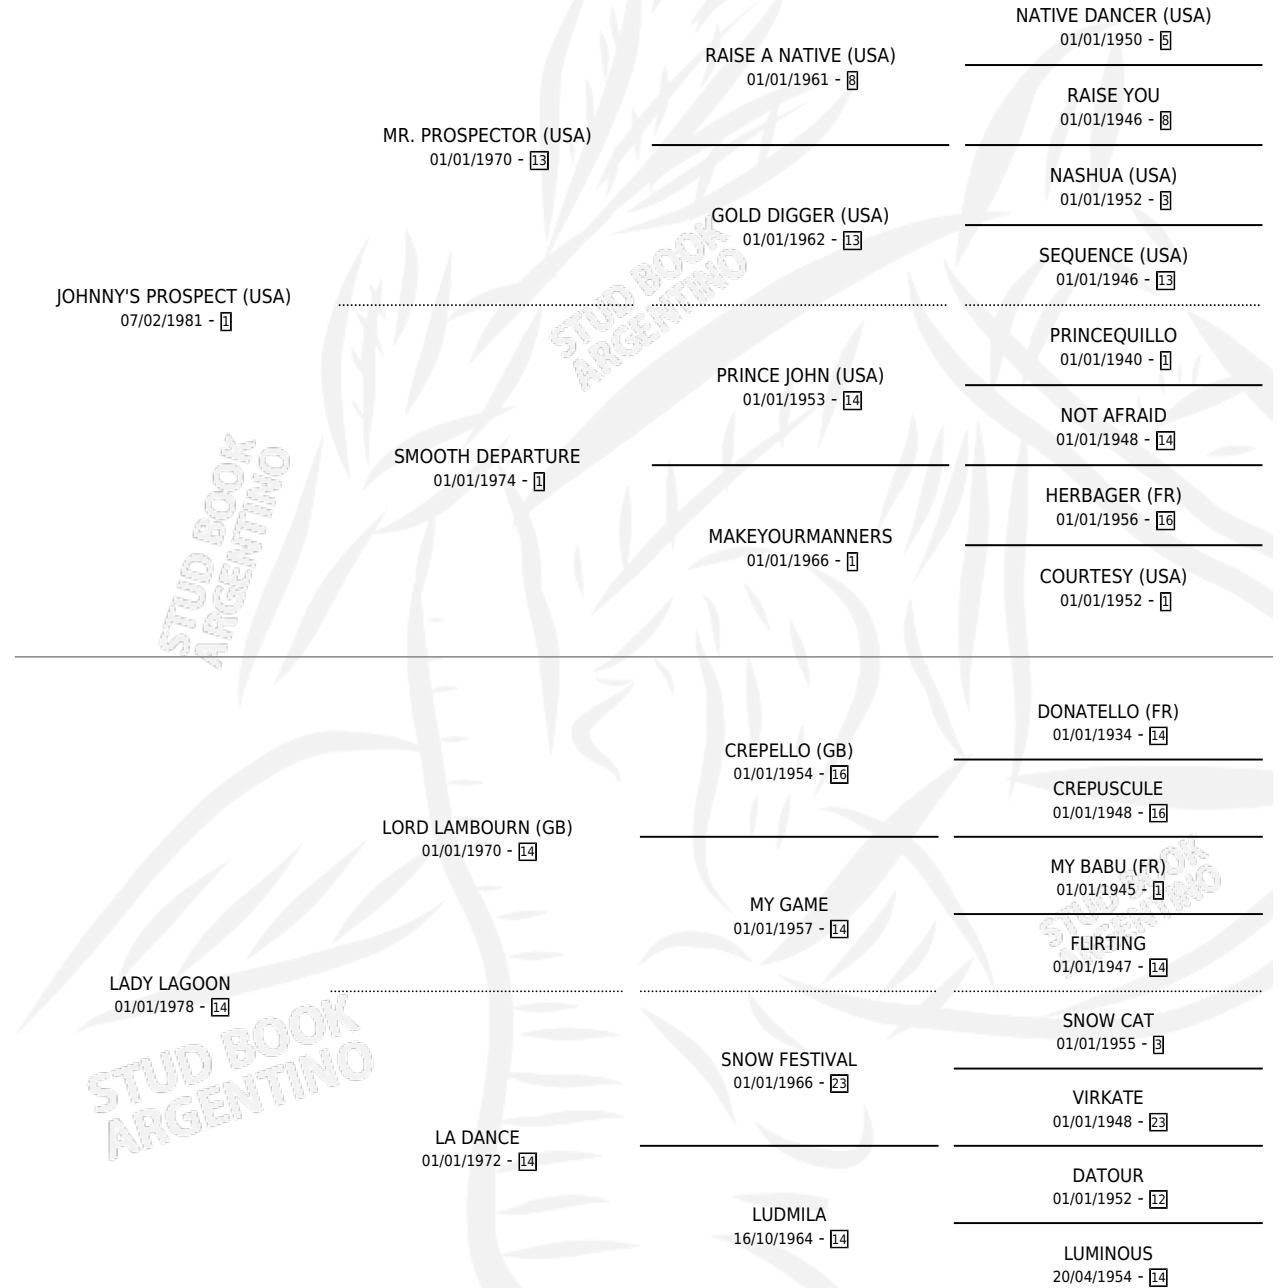 NATIVE DANCER (USA)
01/01/1950 - 5
RAISE A NATIVE (USA)
01/01/1961 - 8
RAISE YOU
01/01/1946 - 8
MR. PROSPECTOR (USA)
01/01/1970 - 13
NASHUA (USA)
01/01/1952 - 3
GOLD DIGGER (USA)
01/01/1962 - 13
SEQUENCE (USA)
01/01/1946 - 13
JOHNNY'S PROSPECT (USA)
07/02/1981 - 1
STUD BOOK
ARGENTINO
PRINCEQUILLO
01/01/1940 - 1
PRINCE JOHN (USA)
01/01/1953 - 14
NOT AFRAID
01/01/1948 - 14
SMOOTH DEPARTURE
01/01/1974 - 1
HERBAGER (FR)
01/01/1956 - 16
MAKEYOURMANNERS
01/01/1966 - 1
COURTESY (USA)
01/01/1952 - 1
STUD BOOK
ARGENTINO
DONATELLO (FR)
01/01/1934 - 14
CREPELLO (GB)
01/01/1954 - 16
CREPUSCULE
01/01/1948 - 16
LORD LAMBOURN (GB)
01/01/1970 - 14
MY BABU (FR)
01/01/1945 - 1
MY GAME
01/01/1957 - 14
FLIRTING
01/01/1947 - 14
STUD BOOK
ARGENTINO
LADY LAGOON
01/01/1978 - 14
SNOW CAT
01/01/1955 - 3
SNOW FESTIVAL
01/01/1966 - 23
VIRKATE
01/01/1948 - 23
STUD BOOK
ARGENTINO
LA DANCE
01/01/1972 - 14
DATOUR
01/01/1952 - 12
LUDMILA
16/10/1964 - 14
LUMINOUS
20/04/1954 - 14